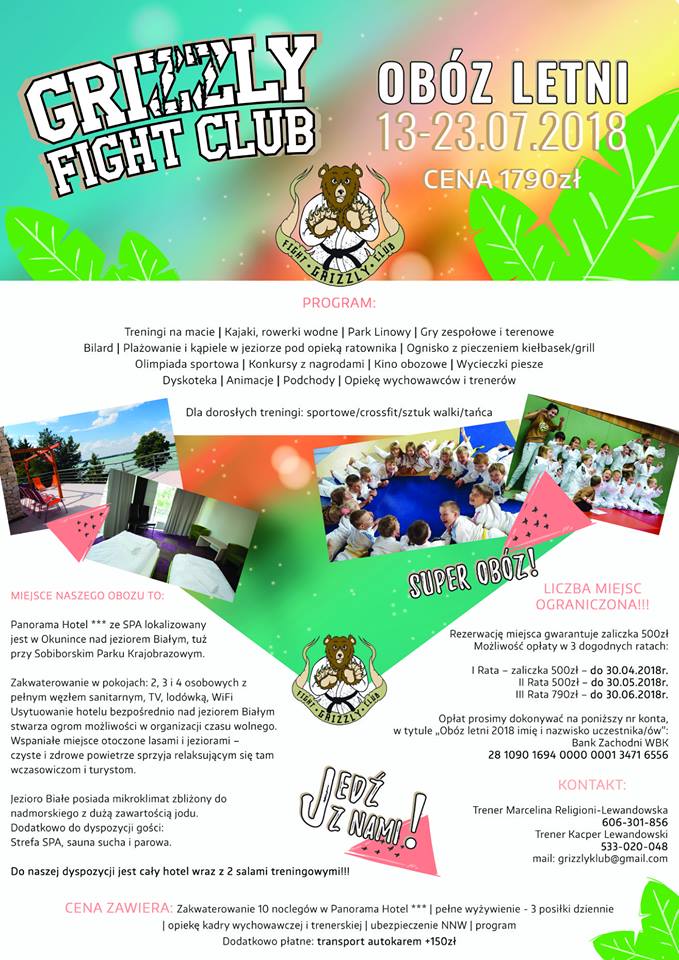 GRIZZLY
FIGHT CLUB
OBÓZ LETNI
13-23.07.2018
CENA 1790zł
FIGHT • GRIZZLY • CLUB
PROGRAM:
Treningi na macie | Kajaki, rowerki wodne | Park Linowy | Gry zespołowe i terenowe
Bilard | Plażowanie i kąpiele w jeziorze pod opieką ratownika | Ognisko z pieczeniem kiełbasek/grill
Olimpiada sportowa | Konkursy z nagrodami | Kino obozowe | Wycieczki piesze
Dyskoteka | Animacje | Podchody | Opiekę wychowawców i trenerów
Dla dorosłych treningi: sportowe/crossfit/sztuk walki/tańca
SUPER OBÓZ!
MIEJSCE NASZEGO OBOZU TO:
Panorama Hotel *** ze SPA lokalizowany
jest w Okunince nad jeziorem Białym, tuż
przy Sobiborskim Parku Krajobrazowym.
Zakwaterowanie w pokojach: 2, 3 i 4 osobowych z
pełnym węzłem sanitarnym, TV, lodówką, WiFi
Usytuowanie hotelu bezpośrednio nad jeziorem Białym
stwarza ogrom możliwości w organizacji czasu wolnego.
Wspaniałe miejsce otoczone lasami i jeziorami –
czyste i zdrowe powietrze sprzyja relaksującym się tam
wczasowiczom i turystom.
Jezioro Białe posiada mikroklimat zbliżony do
nadmorskiego z dużą zawartością jodu.
Dodatkowo do dyspozycji gości:
Strefa SPA, sauna sucha i parowa.
Do naszej dyspozycji jest cały hotel wraz z 2 salami treningowymi!!!
FIGHT • GRIZZLY • CLUB
JEDŹ
Z NAMI!
LICZBA MIEJSC
OGRANICZONA!!!
Rezerwację miejsca gwarantuje zaliczka 500zł
Możliwość opłaty w 3 dogodnych ratach:
I Rata – zaliczka 500zł – do 30.04.2018r.
II Rata 500zł – do 30.05.2018r.
III Rata 790zł – do 30.06.2018r.
Opłat prosimy dokonywać na poniższy nr konta,
w tytule „Obóz letni 2018 imię i nazwisko uczestnika/ów”:
Bank Zachodni WBK
28 1090 1694 0000 0001 3471 6556
KONTAKT:
Trener Marcelina Religioni-Lewandowska
606-301-856
Trener Kacper Lewandowski
533-020-048
mail: grizzlyklub@gmail.com
CENA ZAWIERA: Zakwaterowanie 10 noclegów w Panorama Hotel *** | pełne wyżywienie - 3 posiłki dziennie
| opiekę kadry wychowawczej i trenerskiej | ubezpieczenie NNW | program
Dodatkowo płatne: transport autokarem +150zł